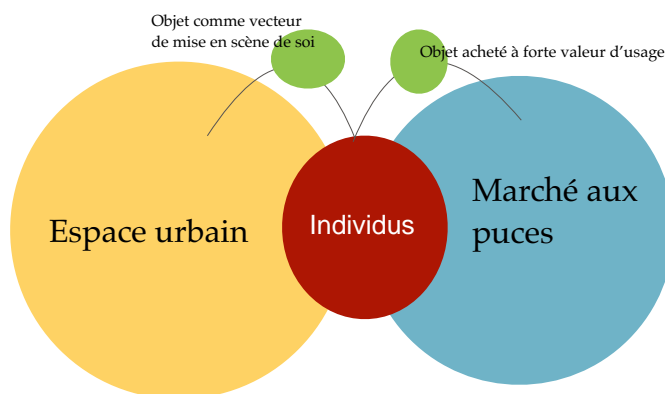 Objet comme vecteur
de mise en scène de soi
Objet acheté à forte valeur d’usage
Espace urbain
Individus
Marché aux
puces